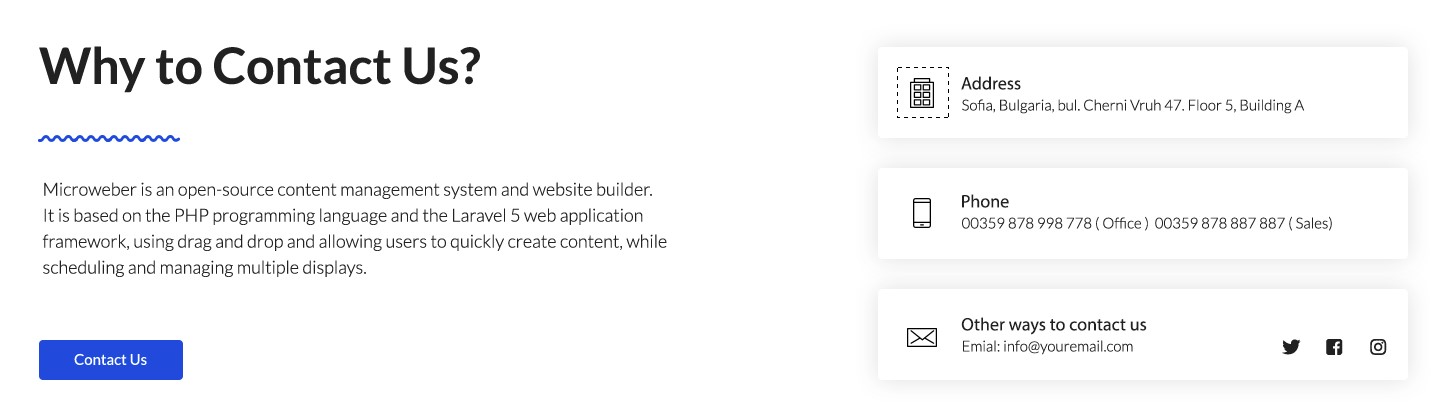 Why to Contact Us?
Microweber is an open-source content management system and website builder.
It is based on the PHP programming language and the Laravel 5 web application
framework, using drag and drop and allowing users to quickly create content, while
scheduling and managing multiple displays.
Contact Us
Address
Sofia, Bulgaria, bul. Cherni Vruh 47. Floor 5, Building A
Phone
00359 878 998 778 ( Office )  00359 878 887 887 ( Sales)
Other ways to contact us
Emial: info@youremail.com